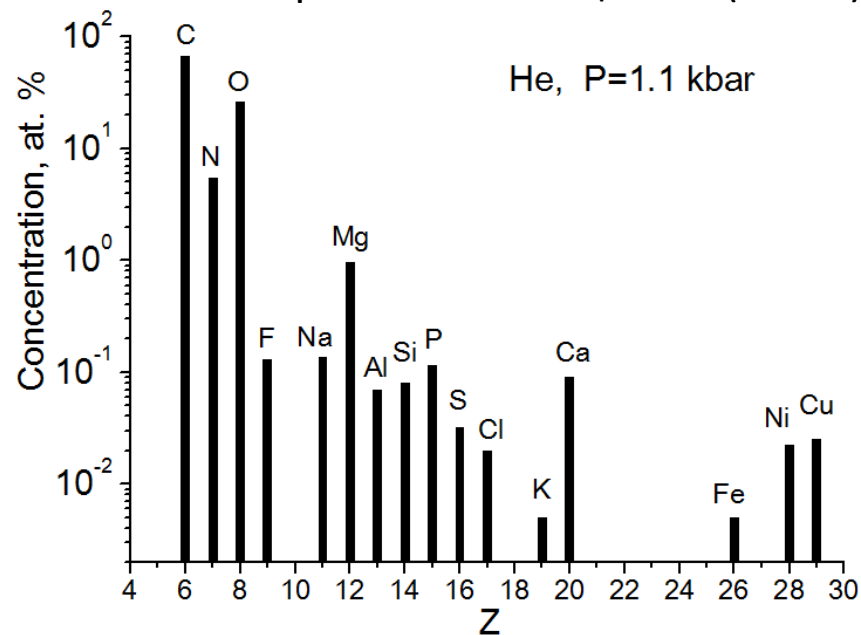 He, P=1.1 kbar
Concentration, at. %
10²
10¹
10⁰
10⁻¹
10⁻²
C
N
O
F
Na
Mg
Al
Si
P
S
Cl
K
Ca
Fe
Ni
Cu
4 6 8 10 12 14 16 18 20 22 24 26 28 30
Z